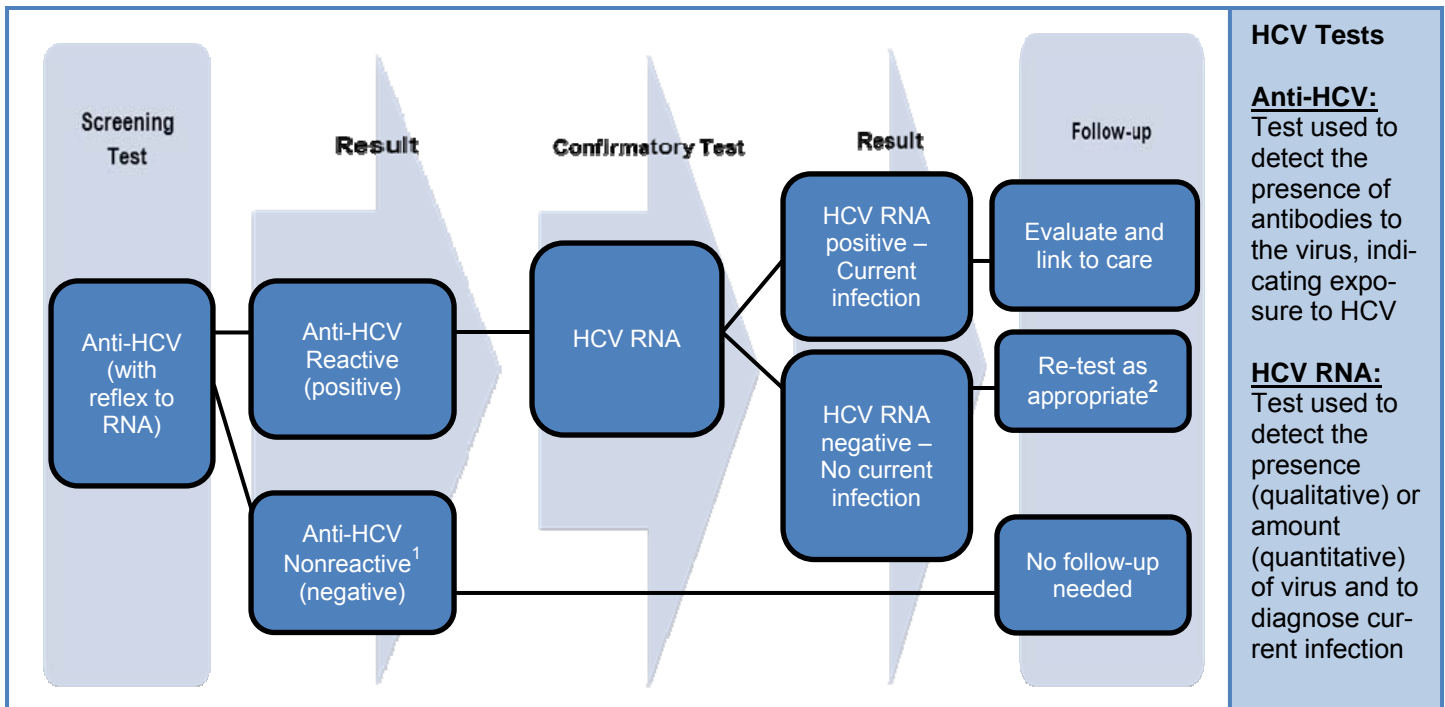 Screening
Test
Result
Confirmatory Test
Result
Follow-up
Anti-HCV
(with
reflex to
RNA)
Anti-HCV
Reactive
(positive)
HCV RNA
HCV RNA
positive –
Current
infection
Evaluate and
link to care
HCV RNA
negative –
No current
infection
Re-test as
appropriate²
Anti-HCV
Nonreactive¹
(negative)
No follow-up
needed
HCV Tests
Anti-HCV:
Test used to
detect the
presence of
antibodies to
the virus, indi-
cating expo-
sure to HCV
HCV RNA:
Test used to
detect the
presence
(qualitative) or
amount
(quantitative)
of virus and to
diagnose cur-
rent infection